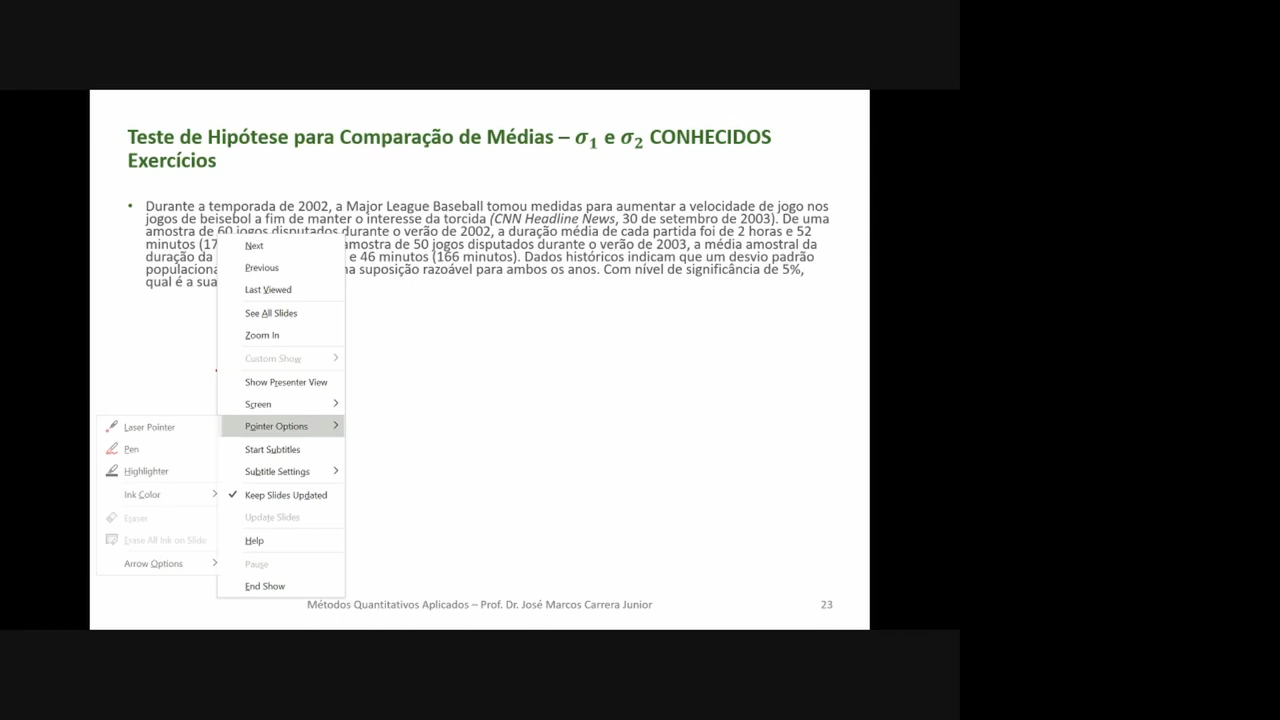 Teste de Hipótese para Comparação de Médias – σ₁ e σ₂ CONHECIDOS
Exercícios
• Durante a temporada de 2002, a Major League Baseball tomou medidas para aumentar a velocidade de jogo nos
jogos de beisebol a fim de manter o interesse da torcida (CNN Headline News, 30 de setembro de 2003). De uma
amostra de 60 jogos disputados durante o verão de 2002, a duração média de cada partida foi de 2 horas e 52
minutos (17 amostra de 50 jogos disputados durante o verão de 2003, a média amostral da
duração da e 46 minutos (166 minutos). Dados históricos indicam que um desvio padrão
populaciona suposição razoável para ambos os anos. Com nível de significância de 5%,
qual é a sua
Next
Previous
Last Viewed
See All Slides
Zoom In
Custom Show
Show Presenter View
Screen
Pointer Options
Start Subtitles
Subtitle Settings
Keep Slides Updated
Update Slides
Help
Pause
End Show
Laser Pointer
Pen
Highlighter
Ink Color
Eraser
Erase All Ink on Slide
Arrow Options
Métodos Quantitativos Aplicados – Prof. Dr. José Marcos Carrera Junior
23